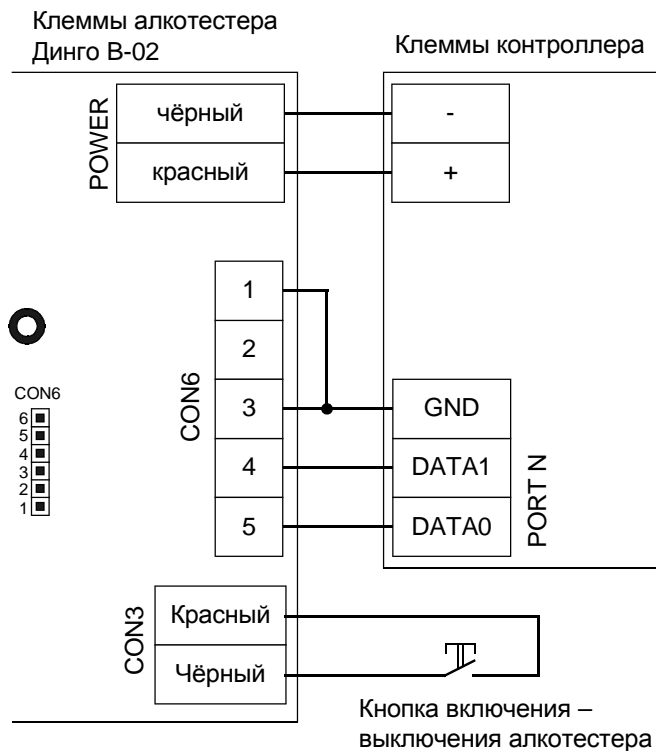 Клеммы алкотестера
Динго В-02
Клеммы контроллера
POWER
чёрный
-
красный
+
CON6
1
2
3
4
5
GND
DATA1
DATA0
PORT N
CON6
6
5
4
3
2
1
CON3
Красный
Чёрный
Кнопка включения –
выключения алкотестера